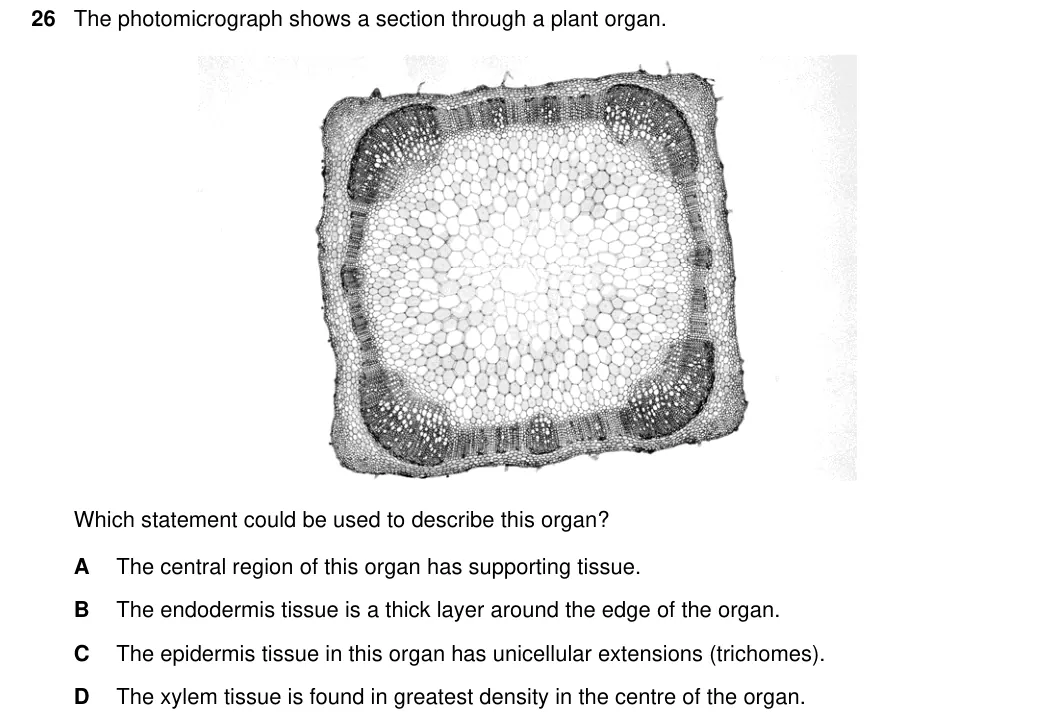 26 The photomicrograph shows a section through a plant organ.
Which statement could be used to describe this organ?
A The central region of this organ has supporting tissue.
B The endodermis tissue is a thick layer around the edge of the organ.
C The epidermis tissue in this organ has unicellular extensions (trichomes).
D The xylem tissue is found in greatest density in the centre of the organ.